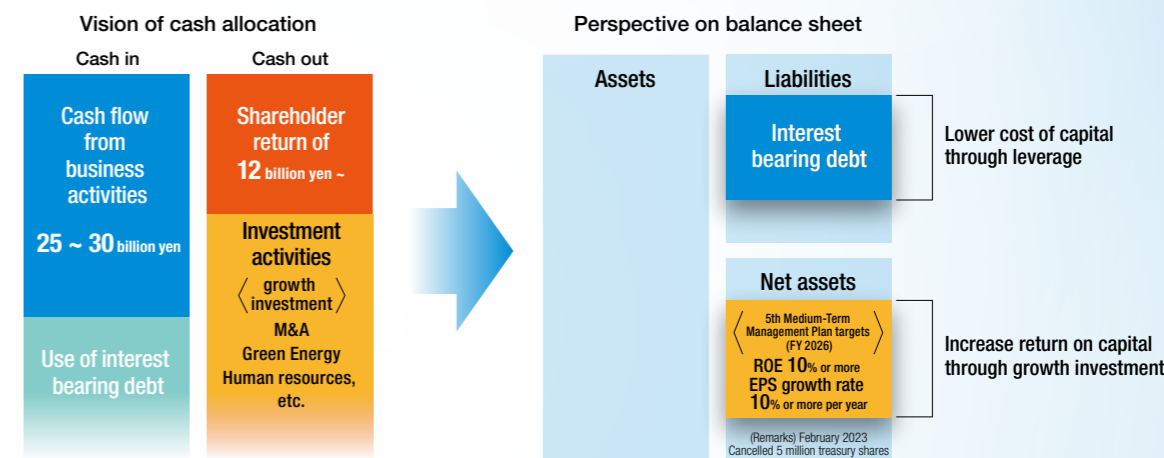 Vision of cash allocation
Cash in
Cash out
Cash flow
from
business
activities
25 ~ 30 billion yen
Use of interest
bearing debt
Shareholder
return of
12 billion yen ~
Investment
activities
〈 growth
investment 〉
M&A
Green Energy
Human resources,
etc.
Perspective on balance sheet
Assets
Liabilities
Interest
bearing debt
Lower cost of capital
through leverage
Net assets
〈 5th Medium-Term
Management Plan targets
(FY 2026) 〉
ROE 10% or more
EPS growth rate
10% or more per year
Increase return on capital
through growth investment
(Remarks) February 2023
Cancelled 5 million treasury shares